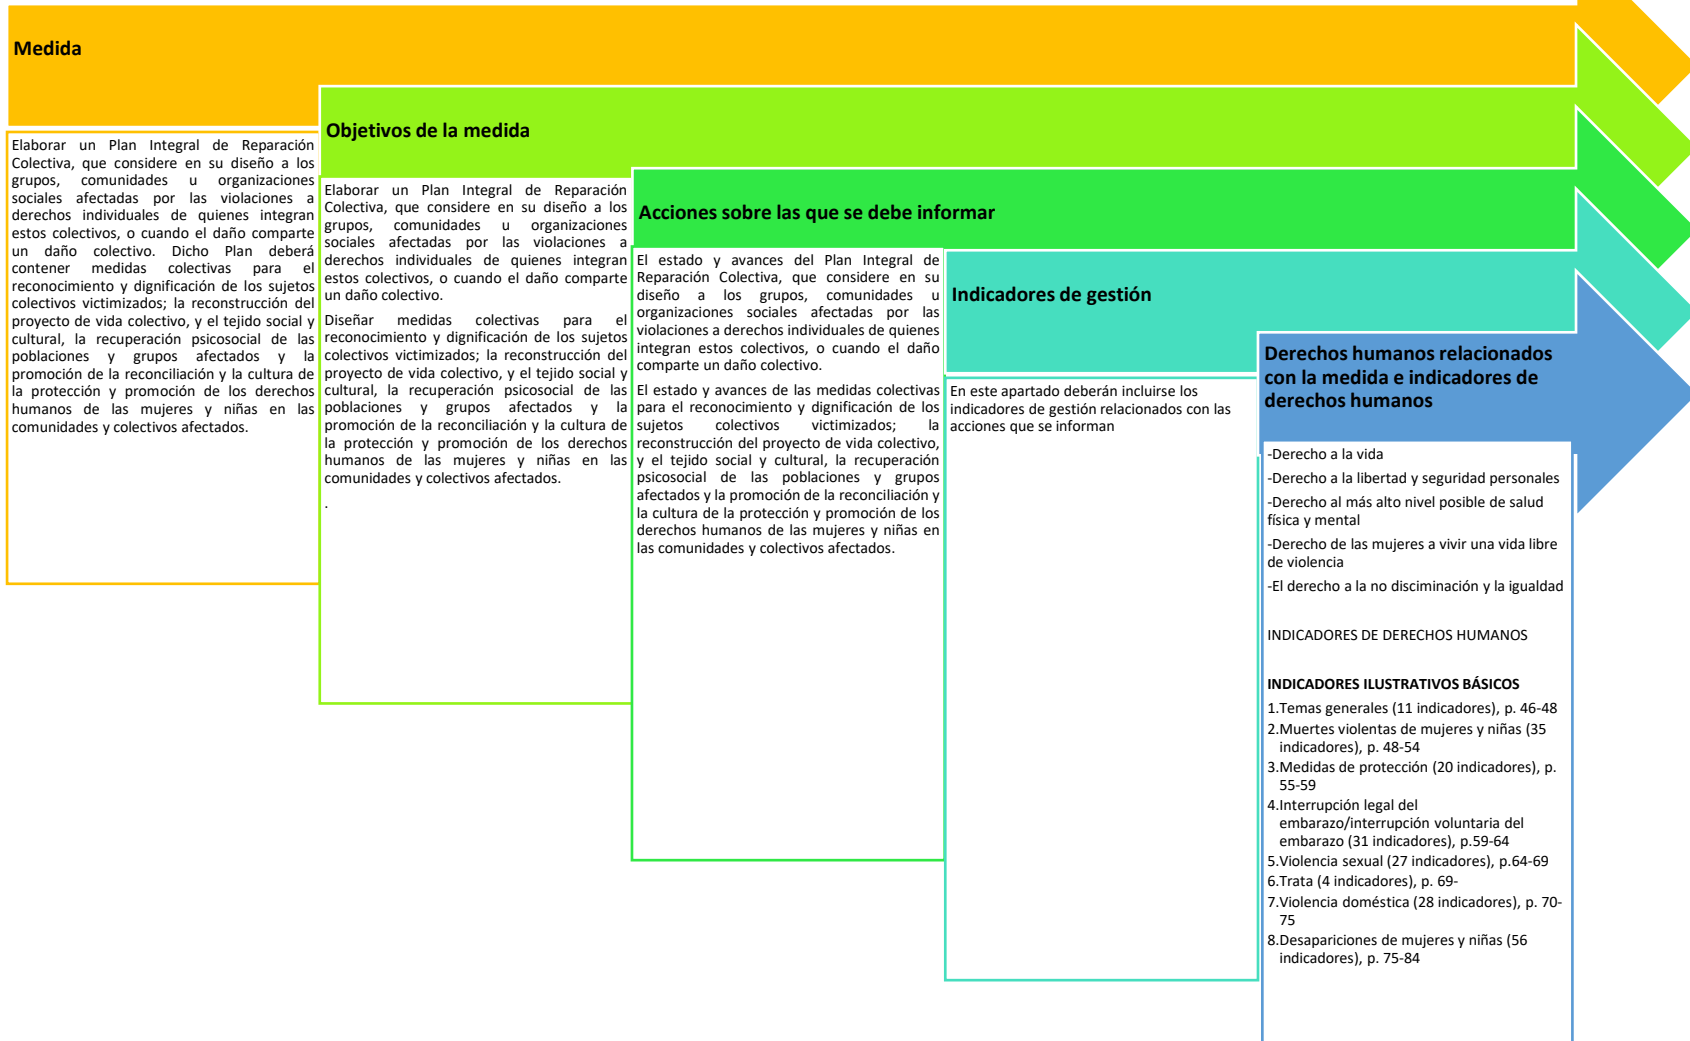 Medida
Elaborar un Plan Integral de Reparación
Colectiva, que considere en su diseño a los
grupos, comunidades u organizaciones
sociales afectadas por las violaciones a
derechos individuales de quienes integran
estos colectivos, o cuando el daño comparte
un daño colectivo. Dicho Plan deberá
contener medidas colectivas para el
reconocimiento y dignificación de los sujetos
colectivos victimizados; la reconstrucción del
proyecto de vida colectivo, y el tejido social y
cultural, la recuperación psicosocial de las
poblaciones y grupos afectados y la
promoción de la reconciliación y la cultura de
la protección y promoción de los derechos
humanos de las mujeres y niñas en las
comunidades y colectivos afectados.
Objetivos de la medida
Elaborar un Plan Integral de Reparación
Colectiva, que considere en su diseño a los
grupos, comunidades u organizaciones
sociales afectadas por las violaciones a
derechos individuales de quienes integran
estos colectivos, o cuando el daño comparte
un daño colectivo.
Diseñar medidas colectivas para el
reconocimiento y dignificación de los sujetos
colectivos victimizados; la reconstrucción del
proyecto de vida colectivo, y el tejido social y
cultural, la recuperación psicosocial de las
poblaciones y grupos afectados y la
promoción de la reconciliación y la cultura de
la protección y promoción de los derechos
humanos de las mujeres y niñas en las
comunidades y colectivos afectados.
.
Acciones sobre las que se debe informar
El estado y avances del Plan Integral de
Reparación Colectiva, que considere en su
diseño a los grupos, comunidades u
organizaciones sociales afectadas por las
violaciones a derechos individuales de quienes
integran estos colectivos, o cuando el daño
comparte un daño colectivo.
El estado y avances de las medidas colectivas
para el reconocimiento y dignificación de los
sujetos colectivos victimizados; la
reconstrucción del proyecto de vida colectivo,
y el tejido social y cultural, la recuperación
psicosocial de las poblaciones y grupos
afectados y la promoción de la reconciliación y
la cultura de la protección y promoción de los
derechos humanos de las mujeres y niñas en
las comunidades y colectivos afectados.
Indicadores de gestión
En este apartado deberán incluirse los
indicadores de gestión relacionados con las
acciones que se informan
Derechos humanos relacionados
con la medida e indicadores de
derechos humanos
-Derecho a la vida
-Derecho a la libertad y seguridad personales
-Derecho al más alto nivel posible de salud
física y mental
-Derecho de las mujeres a vivir una vida libre
de violencia
-El derecho a la no discriminación y la igualdad
INDICADORES DE DERECHOS HUMANOS
INDICADORES ILUSTRATIVOS BÁSICOS
1.Temas generales (11 indicadores), p. 46-48
2.Muertes violentas de mujeres y niñas (35
indicadores), p. 48-54
3.Medidas de protección (20 indicadores), p.
55-59
4.Interrupción legal del
embarazo/interrupción voluntaria del
embarazo (31 indicadores), p.59-64
5.Violencia sexual (27 indicadores), p.64-69
6.Trata (4 indicadores), p. 69-
7.Violencia doméstica (28 indicadores), p. 70-
75
8.Desapariciones de mujeres y niñas (56
indicadores), p. 75-84